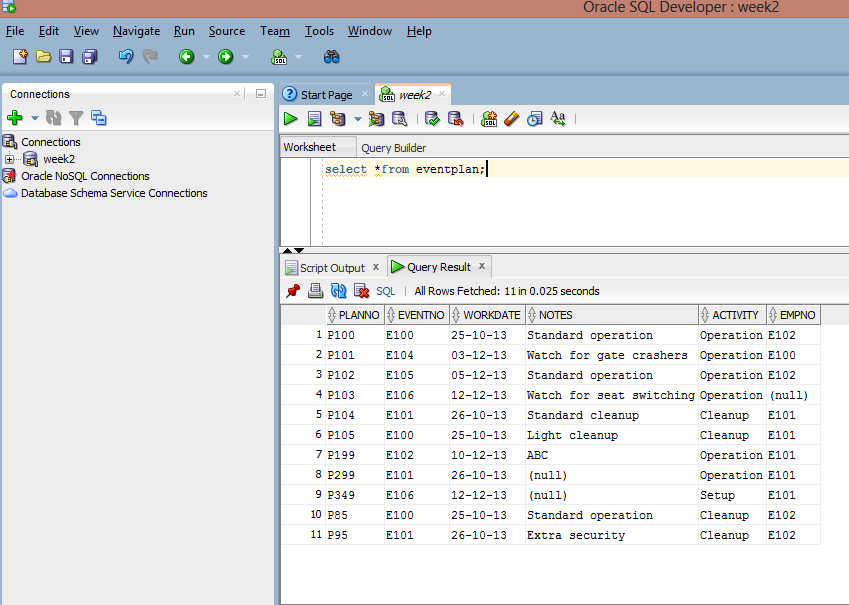 Oracle SQL Developer : week2
File Edit View Navigate Run Source Team Tools Window Help
Connections
Connections
week2
Oracle NoSQL Connections
Database Schema Service Connections
Start Page week2
Worksheet Query Builder
select *from eventplan;
Script Output x Query Result x
SQL All Rows Fetched: 11 in 0.025 seconds
PLANNO EVENTNO WORKDATE NOTES ACTIVITY EMPNO
1 P100 E100 25-10-13 Standard operation Operation E102
2 P101 E104 03-12-13 Watch for gate crashers Operation E100
3 P102 E105 05-12-13 Standard operation Operation E102
4 P103 E106 12-12-13 Watch for seat switching Operation (null)
5 P104 E101 26-10-13 Standard cleanup Cleanup E101
6 P105 E100 25-10-13 Light cleanup Cleanup E101
7 P199 E102 10-12-13 ABC Operation E101
8 P299 E101 26-10-13 (null) Operation E101
9 P349 E106 12-12-13 (null) Setup E101
10 P85 E100 25-10-13 Standard operation Cleanup E102
11 P95 E101 26-10-13 Extra security Cleanup E102